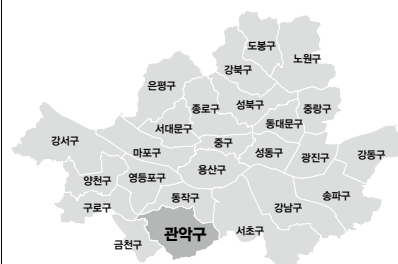 도봉구
노원구
강북구
은평구
성북구
종로구
중랑구
서대문구
동대문구
강서구
마포구
중구
성동구
광진구
강동구
용산구
양천구
영등포구
동작구
송파구
구로구
강남구
관악구
서초구
금천구